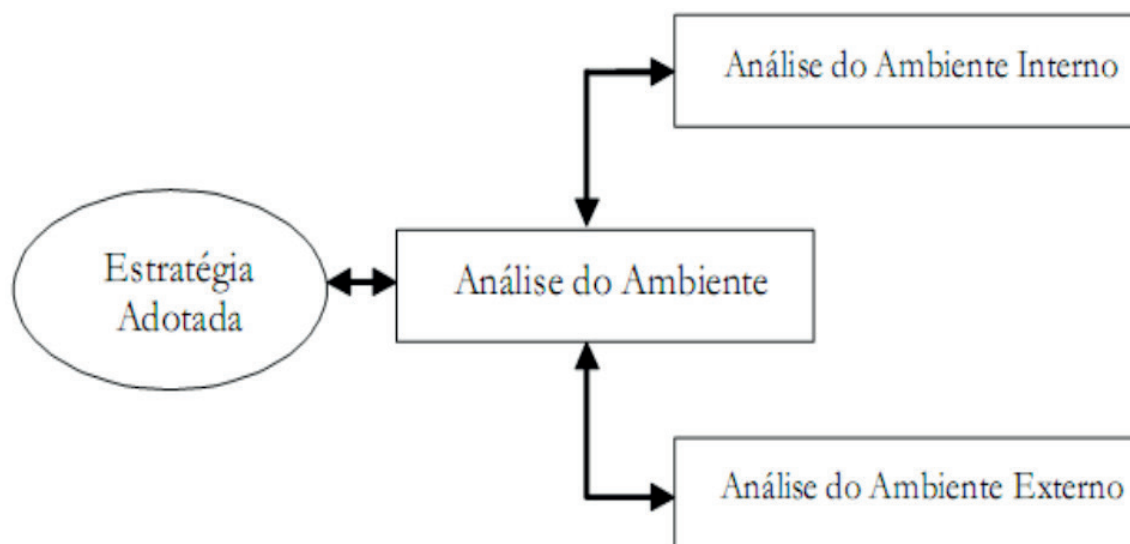 Análise do Ambiente Interno
Estratégia
Adotada
Análise do Ambiente
Análise do Ambiente Externo